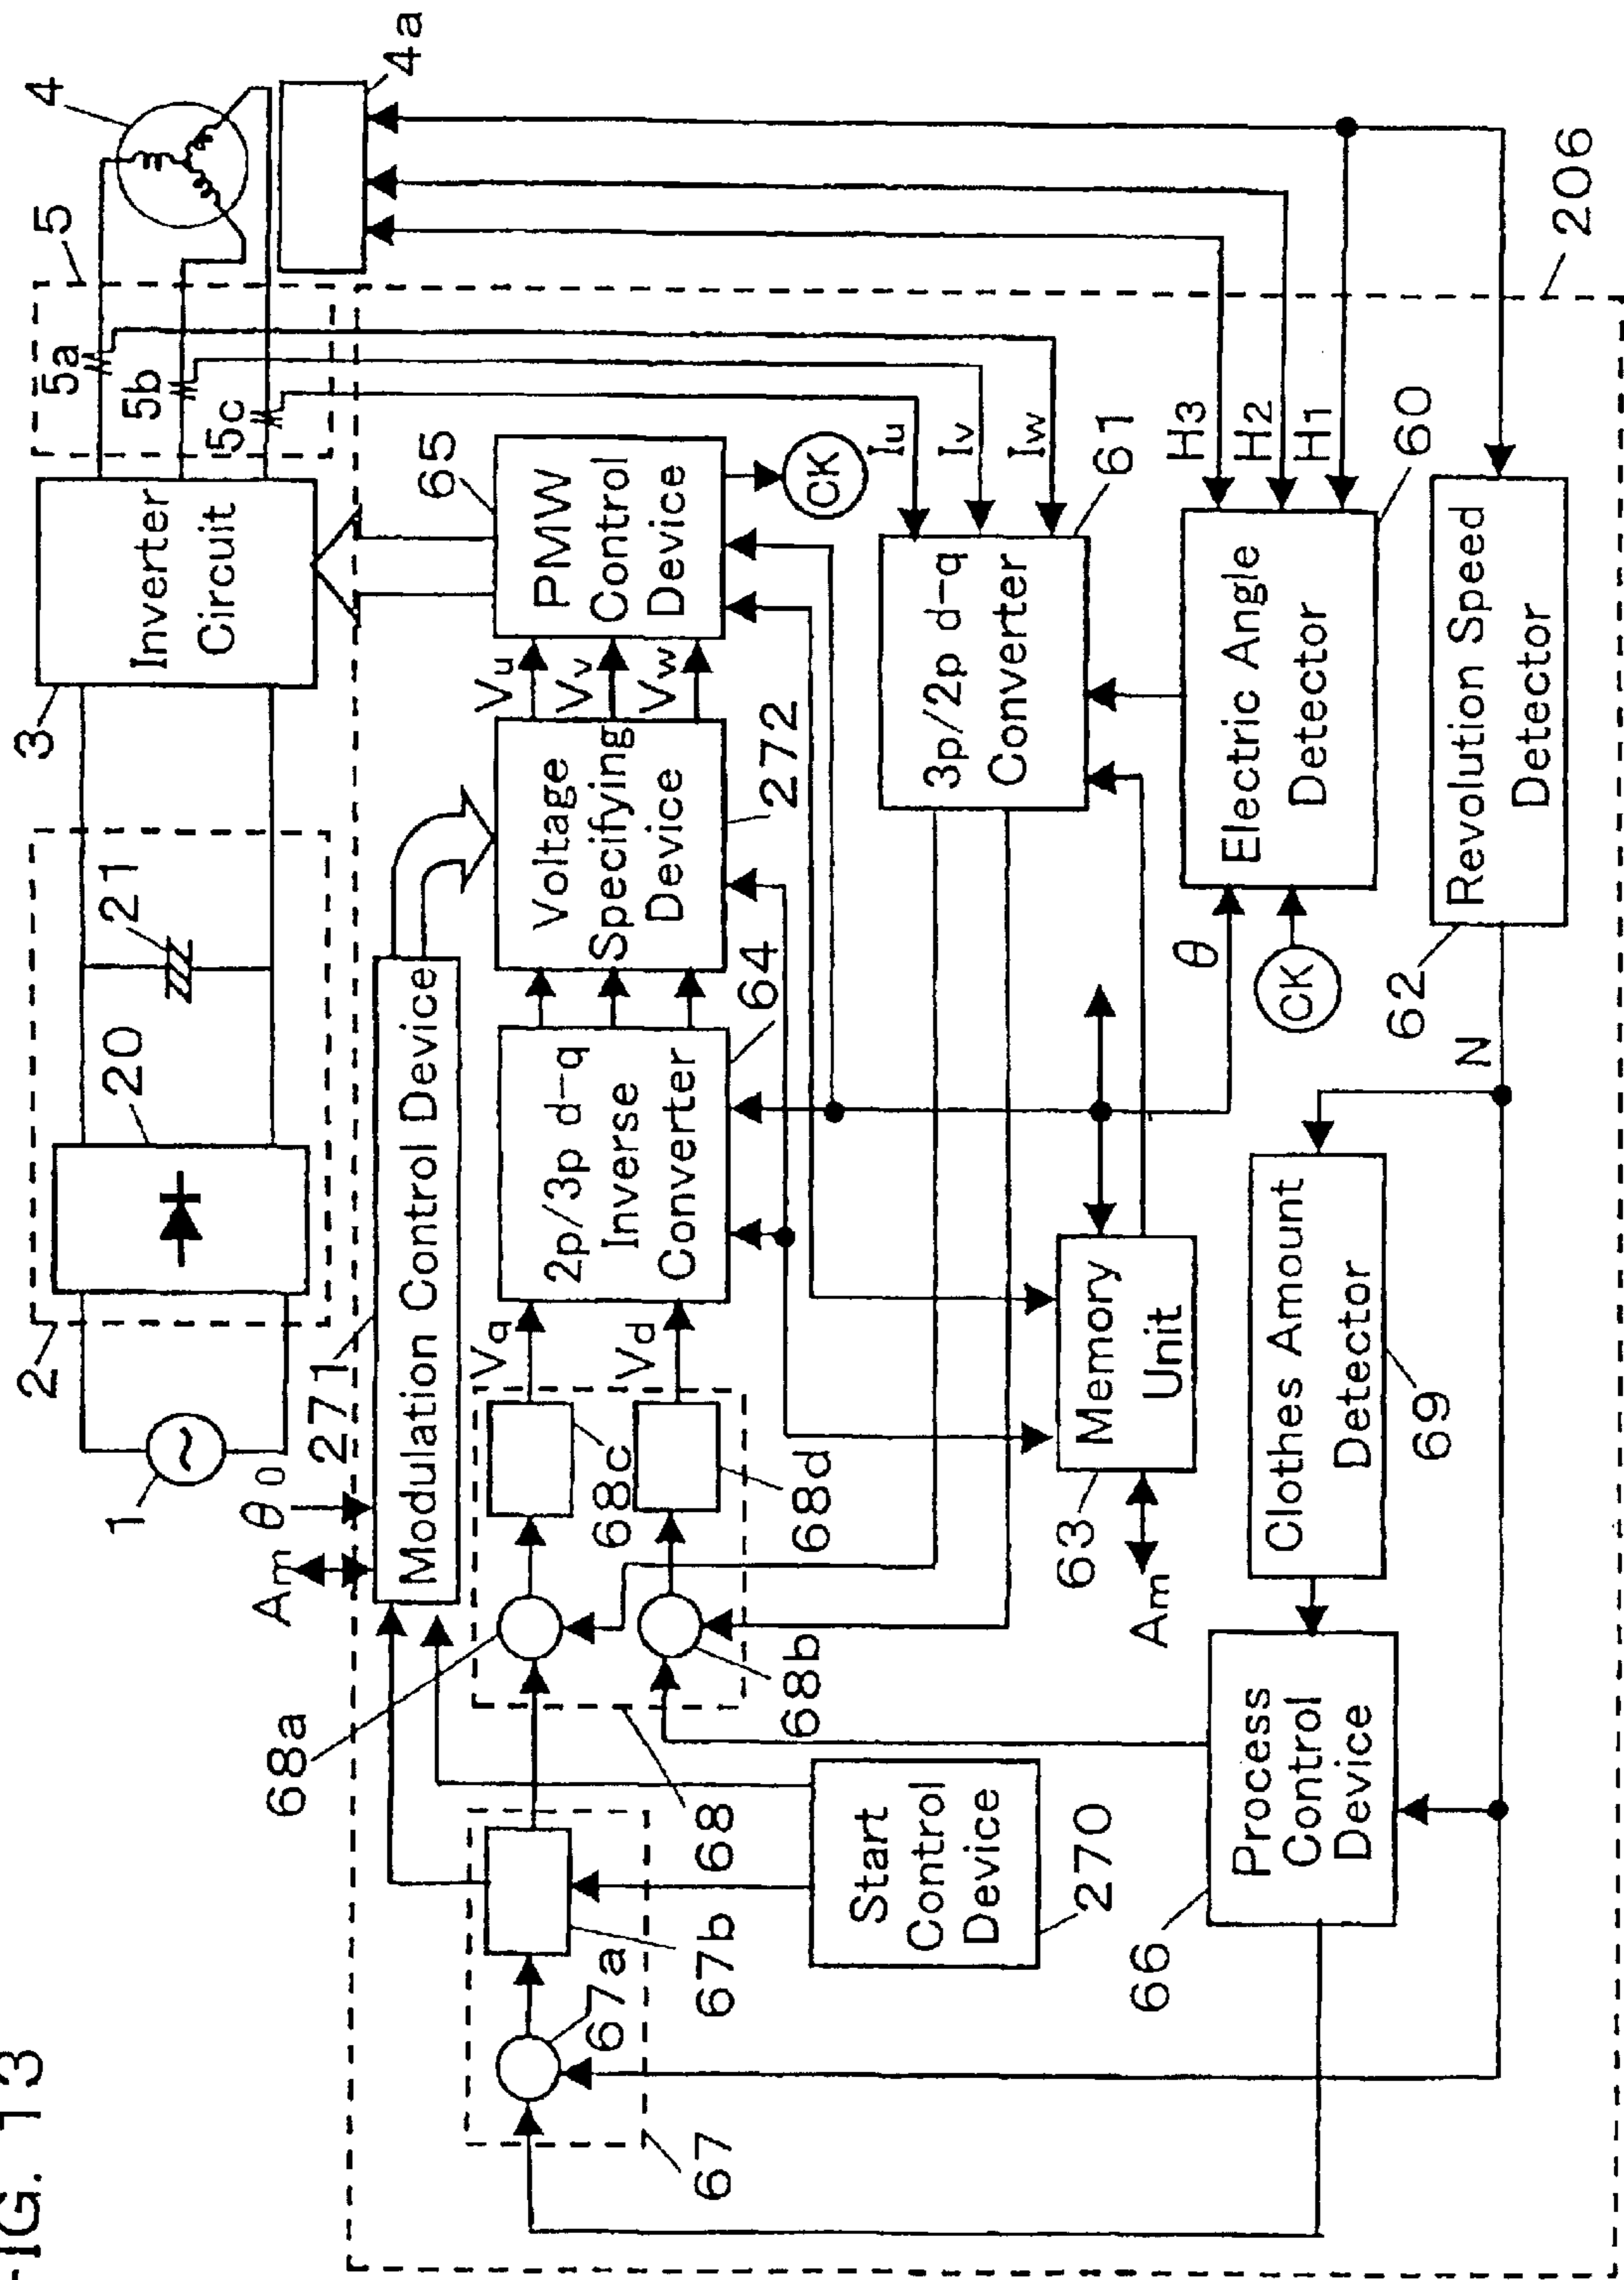 FIG. 13
1
2
20
21
3
Inverter
Circuit
5
5a
5b
5c
4
4a
θ0
Am
271
Modulation Control Device
68a
Vq
Vd
68c
68d
68b
68
2p/3p d-q
Inverse
Converter
64
Voltage
Specifying
Device
272
Vu
Vv
Vw
65
PMW
Control
Device
CK
Iu
Iv
Iw
61
3p/2p d-q
Converter
67
67a
67b
Start
Control
Device
270
63
Memory
Unit
Am
θ
CK
Electric Angle
Detector
60
H3
H2
H1
206
66
Process
Control
Device
Clothes Amount
Detector
69
N
62
Revolution Speed
Detector